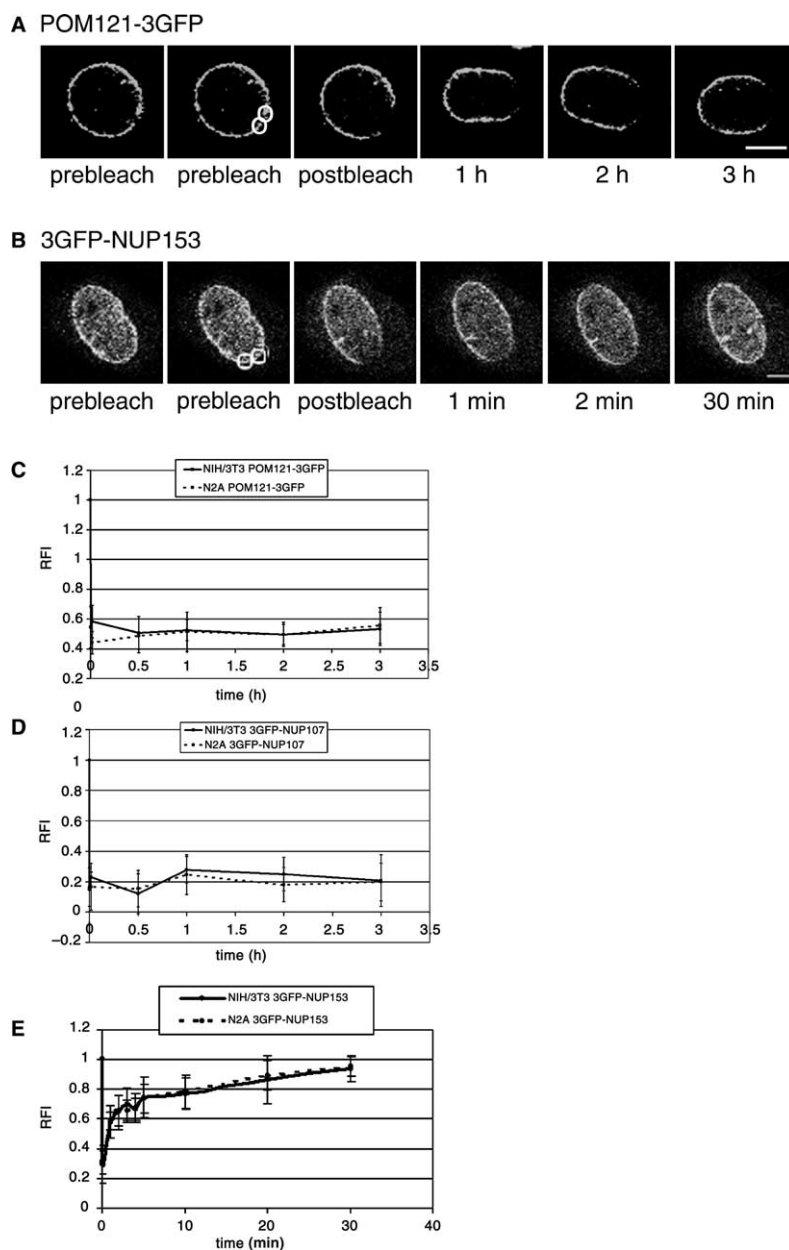 A POM121-3GFP
prebleach prebleach postbleach 1 h 2 h 3 h
B 3GFP-NUP153
prebleach prebleach postbleach 1 min 2 min 30 min
C
NIH/3T3 POM121-3GFP
N2A POM121-3GFP
1.2
1
1.2
1
0.8
0.6
0.4
0.2
0
RFI
0 0.5 1 1.5 2 2.5 3 3.5
time (h)
D
NIH/3T3 3GFP-NUP107
N2A 3GFP-NUP107
1.2
1
0.8
0.6
0.4
0.2
0
–0.2
RFI
0 0.5 1 1.5 2 2.5 3 3.5
time (h)
E
NIH/3T3 3GFP-NUP153
N2A 3GFP-NUP153
1.2
1
0.8
0.6
0.4
0.2
0
RFI
0 10 20 30 40
time (min)